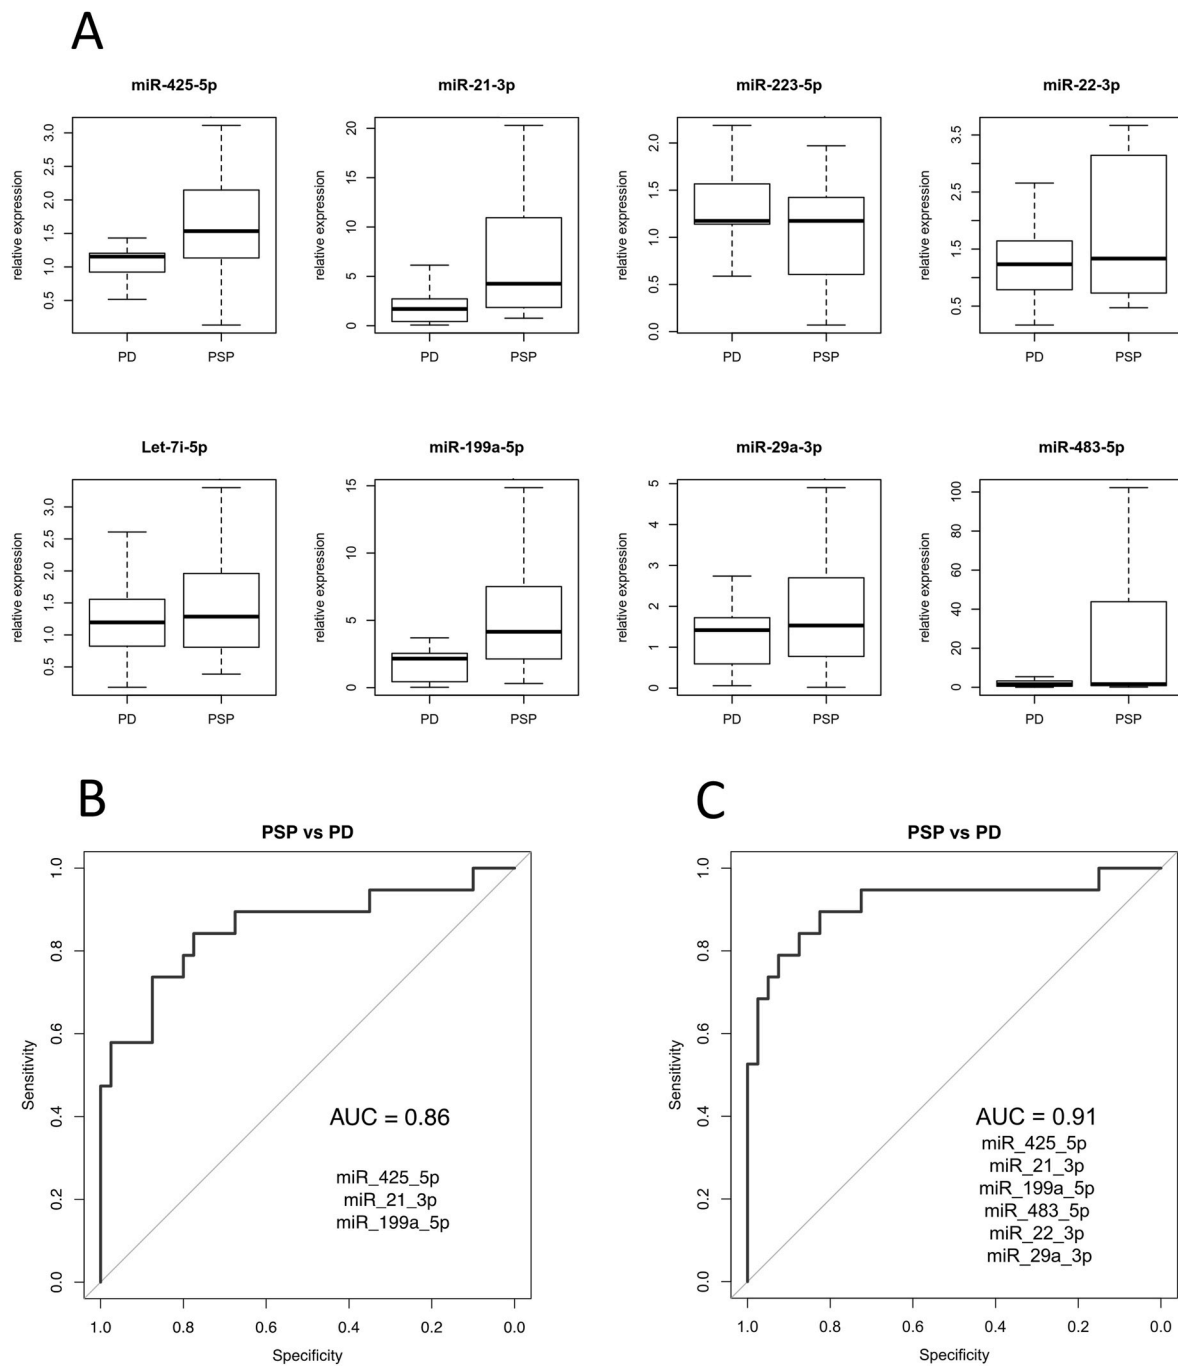 A
miR-425-5p
miR-21-3p
miR-223-5p
miR-22-3p
relative expression
0.5 1.0 1.5 2.0 2.5 3.0
PD PSP
relative expression
0 5 10 15 20
PD PSP
relative expression
0.0 0.5 1.0 1.5 2.0
PD PSP
relative expression
0.5 1.5 2.5 3.5
PD PSP
Let-7i-5p
miR-199a-5p
miR-29a-3p
miR-483-5p
relative expression
0.5 1.0 1.5 2.0 2.5 3.0
PD PSP
relative expression
0 5 10 15
PD PSP
relative expression
0 1 2 3 4 5
PD PSP
relative expression
0 20 40 60 80 100
PD PSP
B
PSP vs PD
Sensitivity
0.0 0.2 0.4 0.6 0.8 1.0
AUC = 0.86
miR_425_5p
miR_21_3p
miR_199a_5p
1.0 0.8 0.6 0.4 0.2 0.0
Specificity
C
PSP vs PD
Sensitivity
0.0 0.2 0.4 0.6 0.8 1.0
AUC = 0.91
miR_425_5p
miR_21_3p
miR_199a_5p
miR_483_5p
miR_22_3p
miR_29a_3p
1.0 0.8 0.6 0.4 0.2 0.0
Specificity